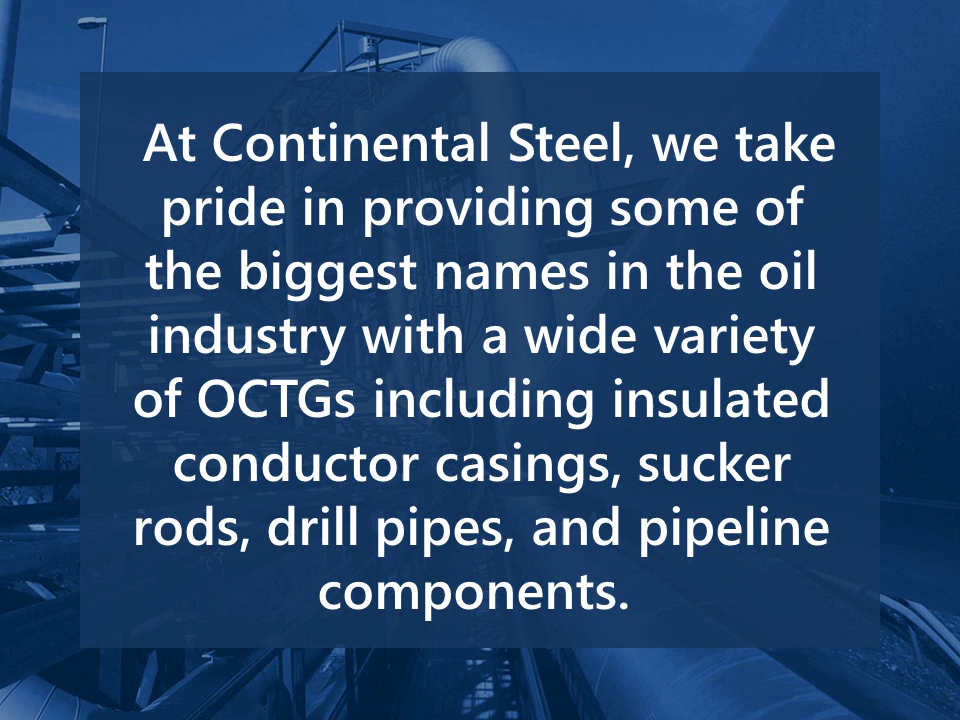 At Continental Steel, we take
pride in providing some of
the biggest names in the oil
industry with a wide variety
of OCTGs including insulated
conductor casings, sucker
rods, drill pipes, and pipeline
components.